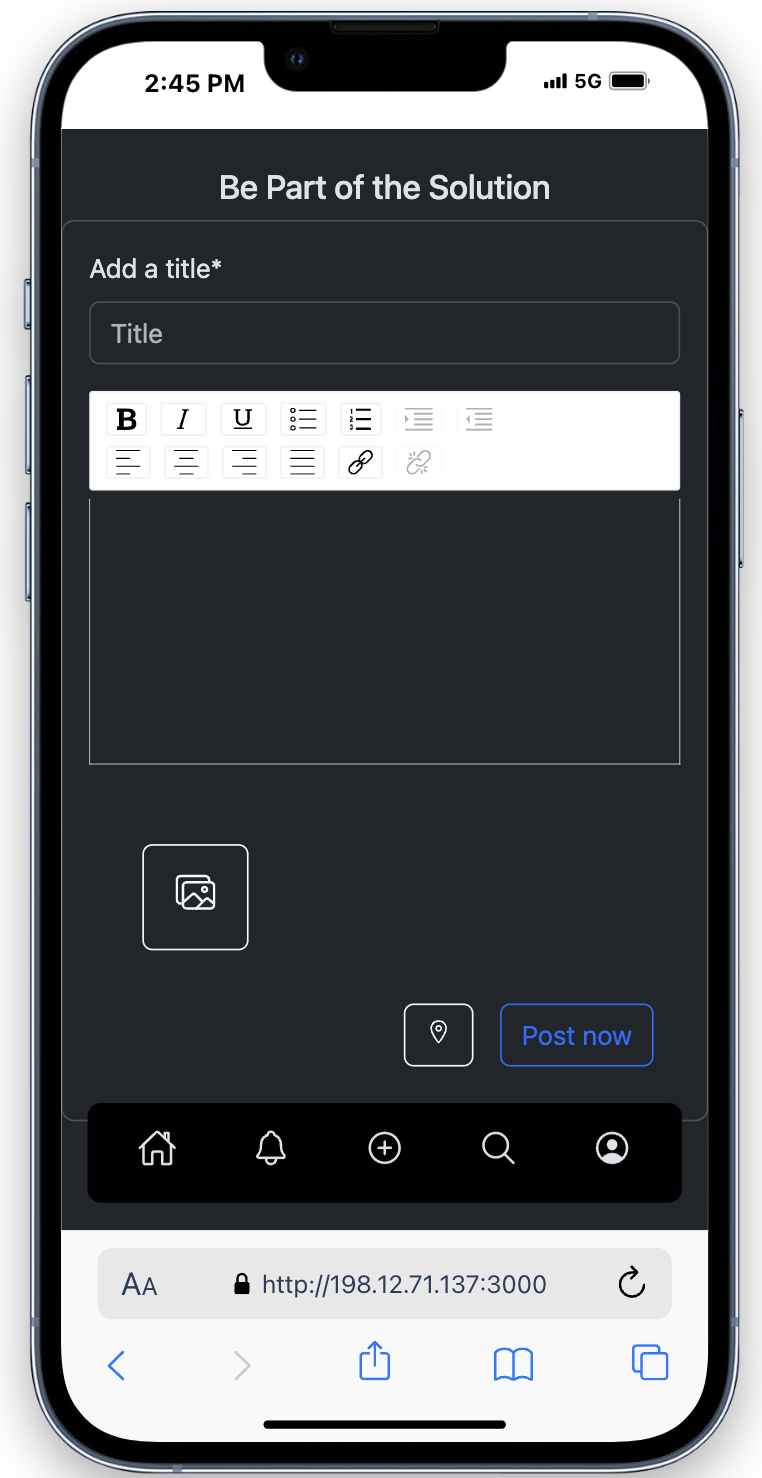 2:45 PM
5G
Be Part of the Solution
Add a title*
Title
B I U
Post now
AA
http://198.12.71.137:3000